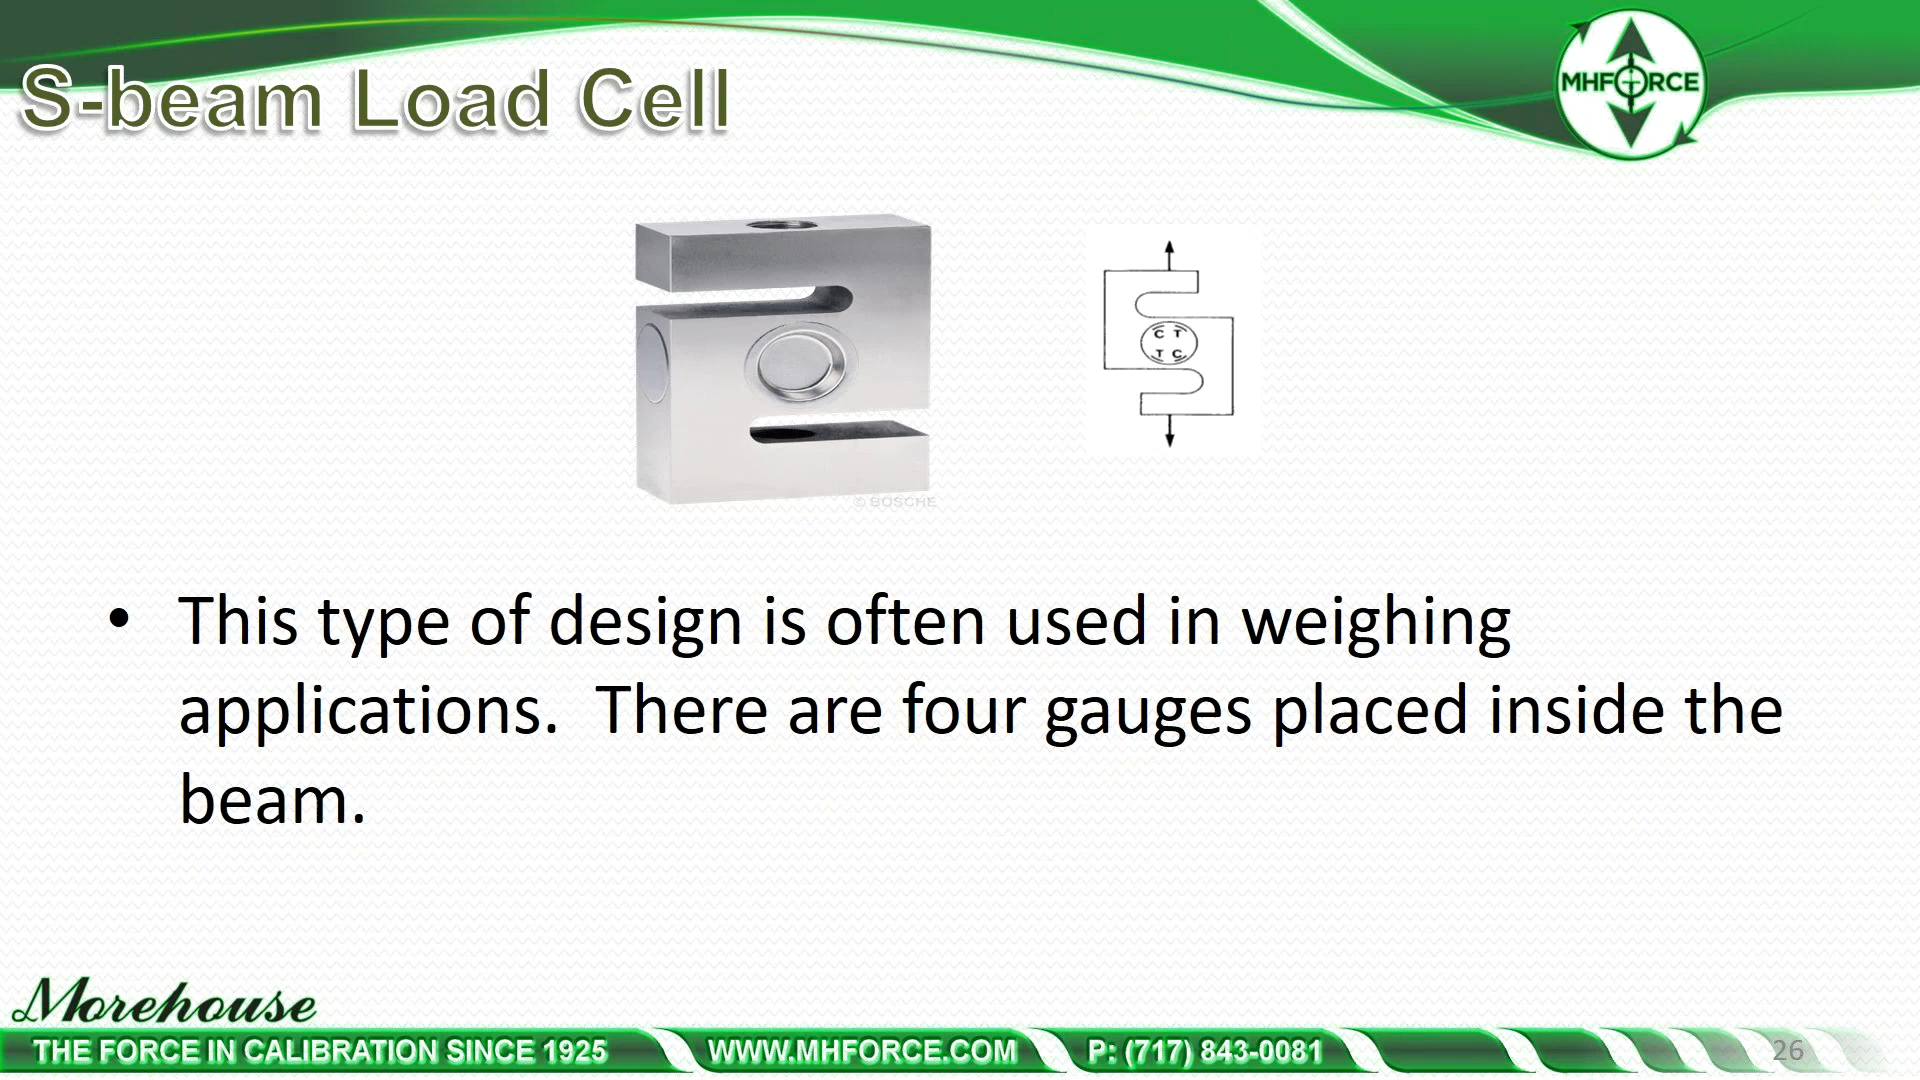 S-beam Load Cell
MHFORCE
C T
T C
© BOSCHE
• This type of design is often used in weighing
applications.  There are four gauges placed inside the
beam.
Morehouse
THE FORCE IN CALIBRATION SINCE 1925 WWW.MHFORCE.COM P: (717) 843-0081 26